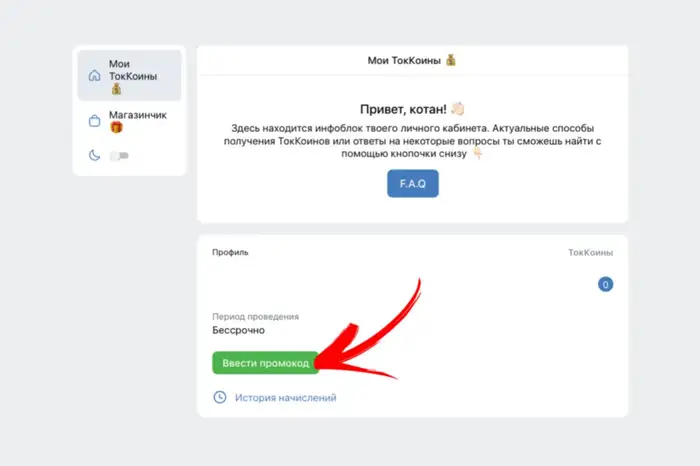 Мои
ТокКоины
💰
Магазинчик
🎁
Мои ТокКоины 💰
Привет, котан! 👋🏻
Здесь находится инфоблок твоего личного кабинета. Актуальные способы
получения ТокКоинов или ответы на некоторые вопросы ты сможешь найти с
помощью кнопочки снизу 👇🏻
F.A.Q
Профиль
ТокКоины
0
Период проведения
Бессрочно
Ввести промокод
История начислений